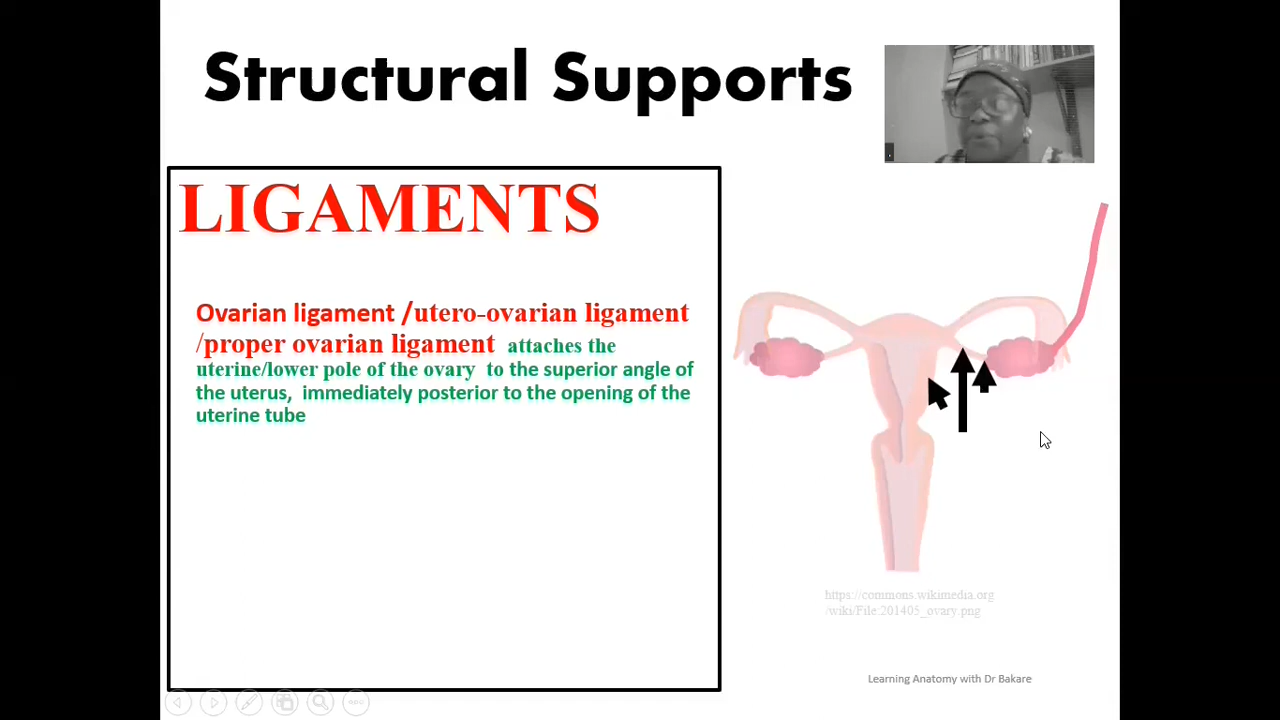 Structural Supports
LIGAMENTS
Ovarian ligament /utero-ovarian ligament
/proper ovarian ligament attaches the
uterine/lower pole of the ovary to the superior angle of
the uterus, immediately posterior to the opening of the
uterine tube
https://commons.wikimedia.org
/wiki/File:201405_ovary.png
Learning Anatomy with Dr Bakare